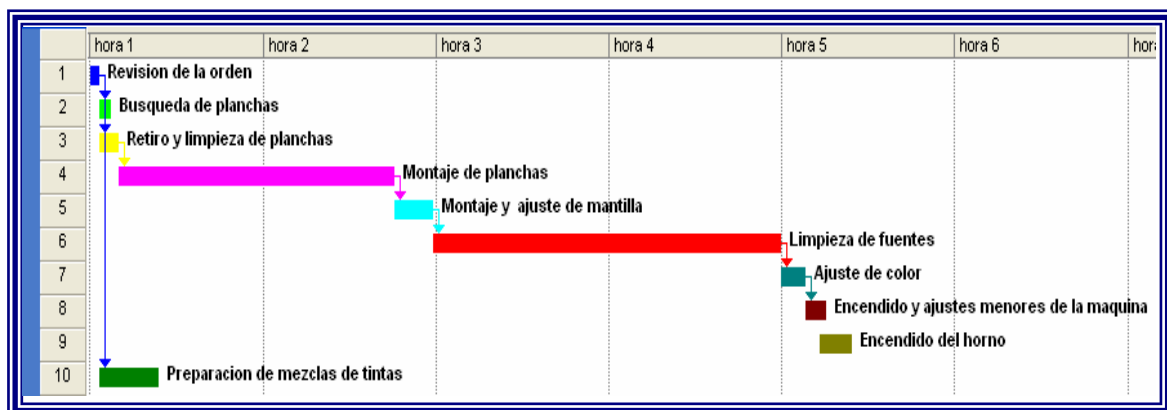 hora 1 hora 2 hora 3 hora 4 hora 5 hora 6 hora
1 Revision de la orden
2 Busqueda de planchas
3 Retiro y limpieza de planchas
4 Montaje de planchas
5 Montaje y ajuste de mantilla
6 Limpieza de fuentes
7 Ajuste de color
8 Encendido y ajustes menores de la maquina
9 Encendido del horno
10 Preparacion de mezclas de tintas